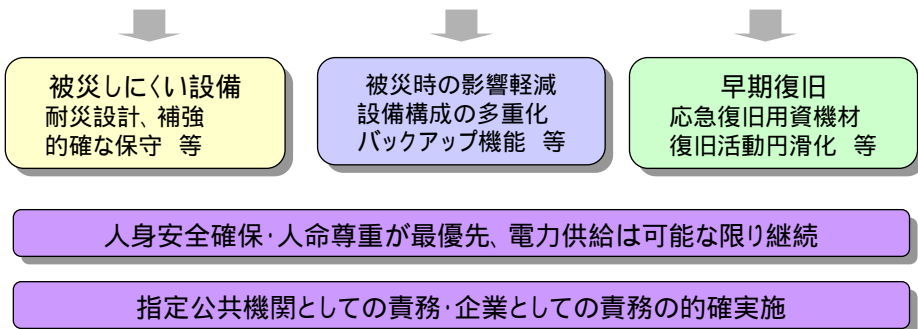 被災しにくい設備
耐災設計、補強
的確な保守 等
被災時の影響軽減
設備構成の多重化
バックアップ機能 等
早期復旧
応急復旧用資機材
復旧活動円滑化 等
人身安全確保・人命尊重が最優先、電力供給は可能な限り継続
指定公共機関としての責務・企業としての責務の的確実施